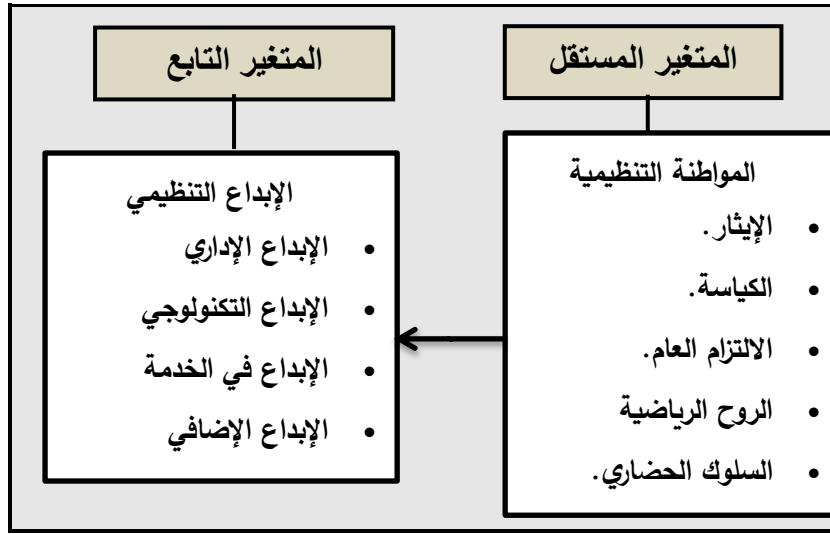 المتغير المستقل
المواطنة التنظيمية
• الإيثار.
• الكياسة.
• الالتزام العام.
• الروح الرياضية
• السلوك الحضاري.
المتغير التابع
الإبداع التنظيمي
• الإبداع الإداري
• الإبداع التكنولوجي
• الإبداع في الخدمة
• الإبداع الإضافي